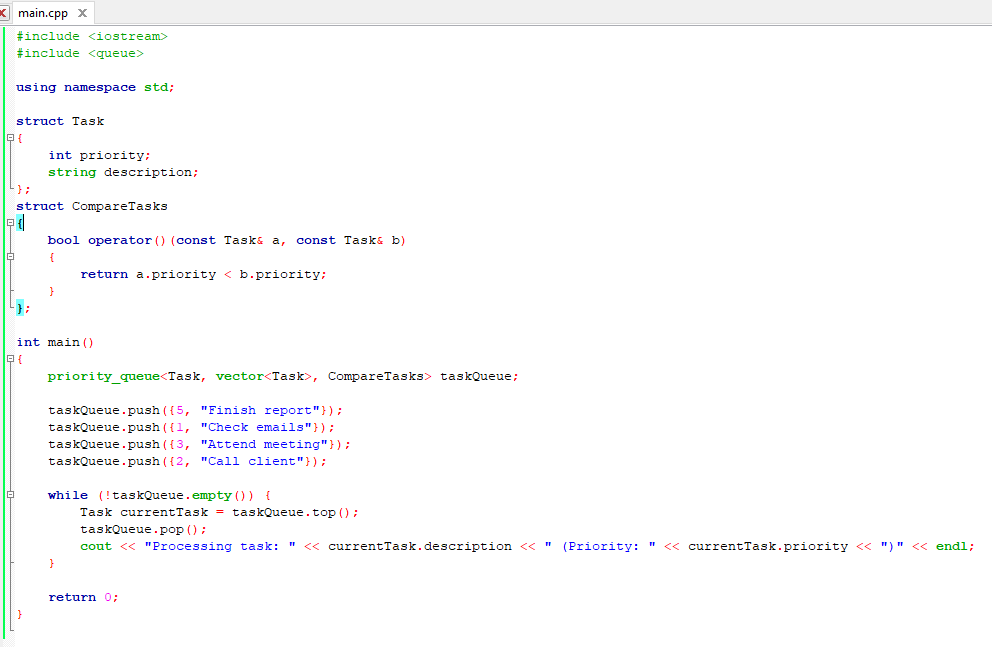 main.cpp
#include <iostream>
#include <queue>

using namespace std;

struct Task
{
    int priority;
    string description;
};
struct CompareTasks
{
    bool operator()(const Task& a, const Task& b)
    {
        return a.priority < b.priority;
    }
};

int main()
{
    priority_queue<Task, vector<Task>, CompareTasks> taskQueue;

    taskQueue.push({5, "Finish report"});
    taskQueue.push({1, "Check emails"});
    taskQueue.push({3, "Attend meeting"});
    taskQueue.push({2, "Call client"});

    while (!taskQueue.empty()) {
        Task currentTask = taskQueue.top();
        taskQueue.pop();
        cout << "Processing task: " << currentTask.description << " (Priority: " << currentTask.priority << ")" << endl;
    }

    return 0;
}